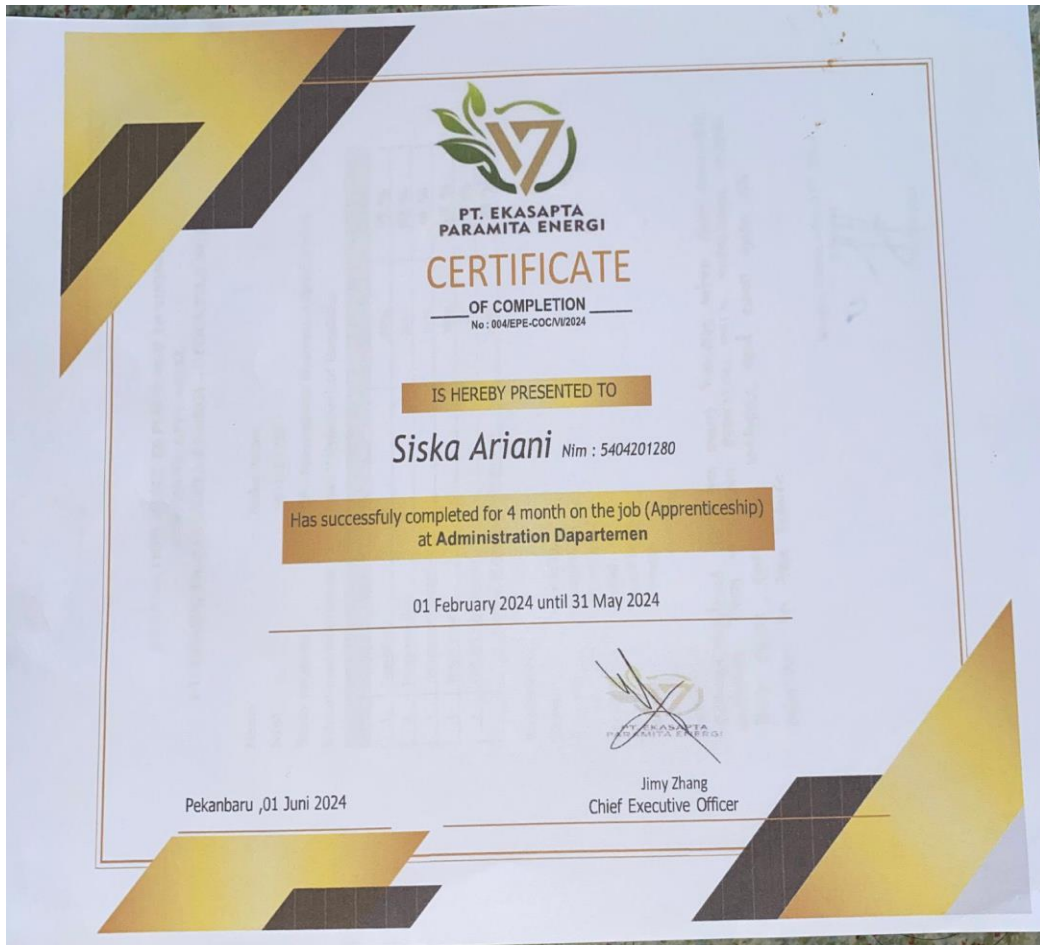 PT. EKASAPTA
PARAMITA ENERGI
CERTIFICATE
OF COMPLETION
No : 004/EPE-COC/VI/2024
IS HEREBY PRESENTED TO
Siska Ariani Nim : 5404201280
Has successfuly completed for 4 month on the job (Apprenticeship)
at Administration Dapartemen
01 February 2024 until 31 May 2024
PT. EKASAPTA
PARAMITA ENERGI
Jimy Zhang
Chief Executive Officer
Pekanbaru ,01 Juni 2024